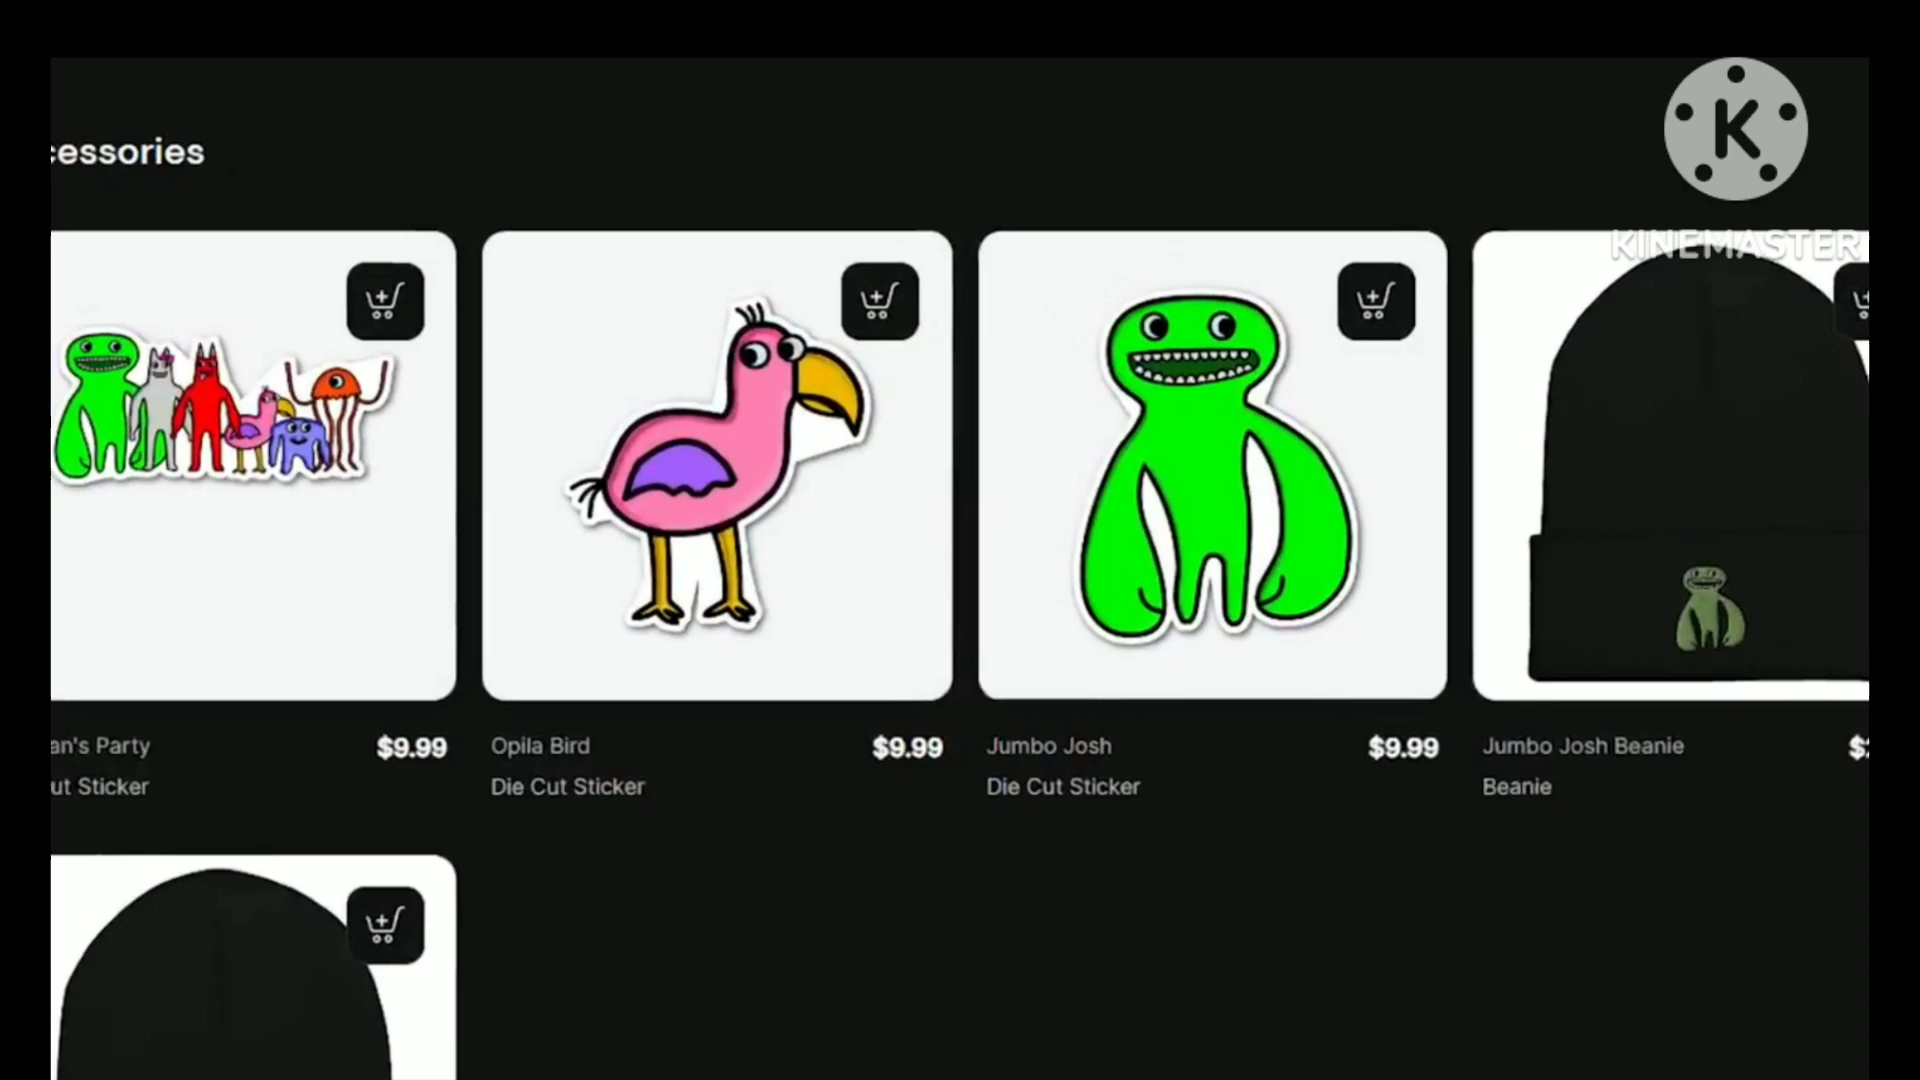 cessories
K
KINEMASTER
an's Party $9.99
ut Sticker
Opila Bird $9.99
Die Cut Sticker
Jumbo Josh $9.99
Die Cut Sticker
Jumbo Josh Beanie $
Beanie